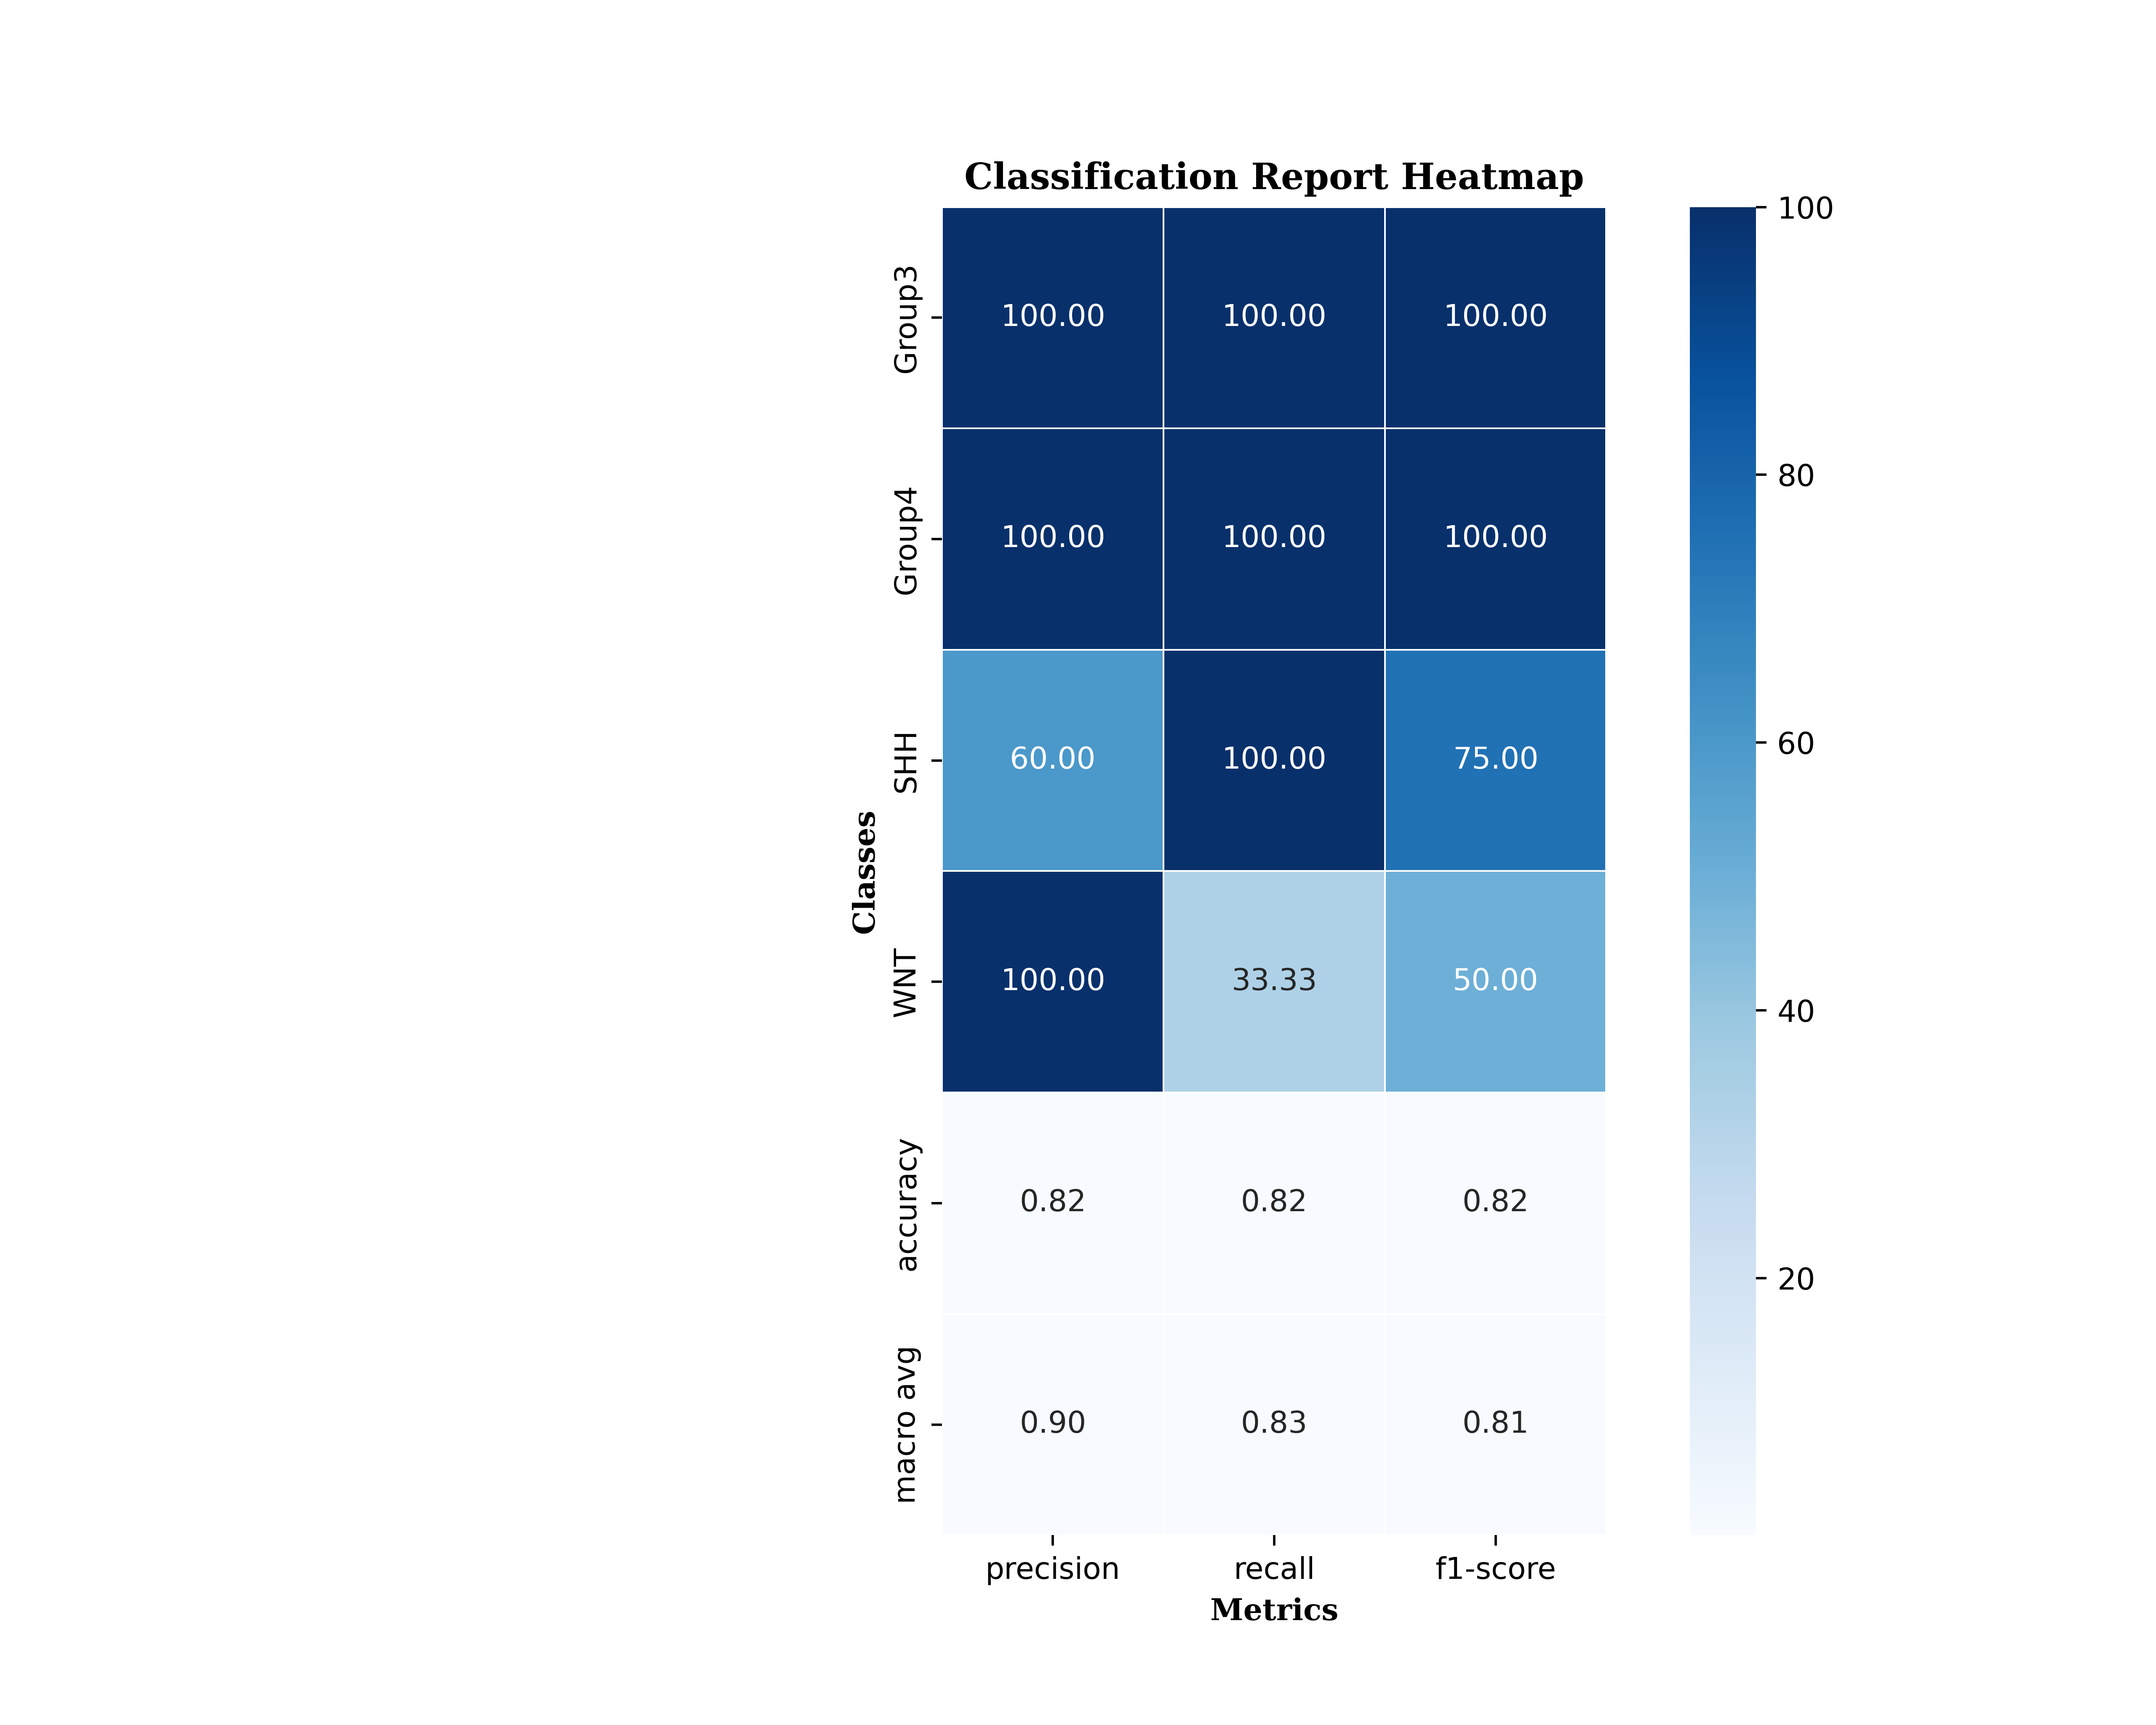 Classification Report Heatmap
Classes
Group3 100.00 100.00 100.00
Group4 100.00 100.00 100.00
SHH 60.00 100.00 75.00
WNT 100.00 33.33 50.00
accuracy 0.82 0.82 0.82
macro avg 0.90 0.83 0.81
precision recall f1-score
Metrics
100
80
60
40
20